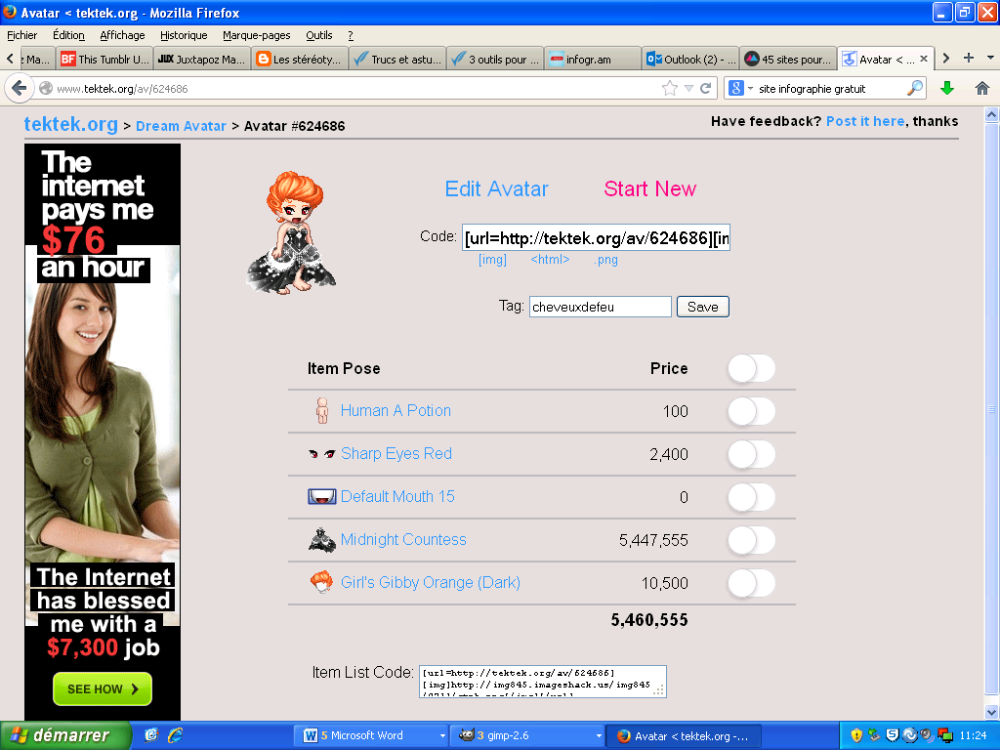 Avatar < tektek.org - Mozilla Firefox
Fichier Édition Affichage Historique Marque-pages Outils ?
z Ma... BF This Tumblr U... JUX Juxtapoz Ma... Les stéréoty... Trucs et astu... 3 outils pour ... infogr.am Outlook (2) - ... 45 sites pour... Avatar < ...
www.tektek.org/av/624686 site infographie gratuit
tektek.org > Dream Avatar > Avatar #624686
Have feedback? Post it here, thanks
The
internet
pays me
$76
an hour
The Internet
has blessed
me with a
$7,300 job
SEE HOW
Edit Avatar Start New
Code: [url=http://tektek.org/av/624686][in
[img] <html> .png
Tag: cheveuxdefeu Save
Item Pose Price
Human A Potion 100
Sharp Eyes Red 2,400
Default Mouth 15 0
Midnight Countess 5,447,555
Girl's Gibby Orange (Dark) 10,500
5,460,555
Item List Code: [url=http://tektek.org/av/624686]
[img]http://img845.imageshack.us/img845
démarrer 5 Microsoft Word 3 gimp-2.6 Avatar < tektek.org -... 11:24